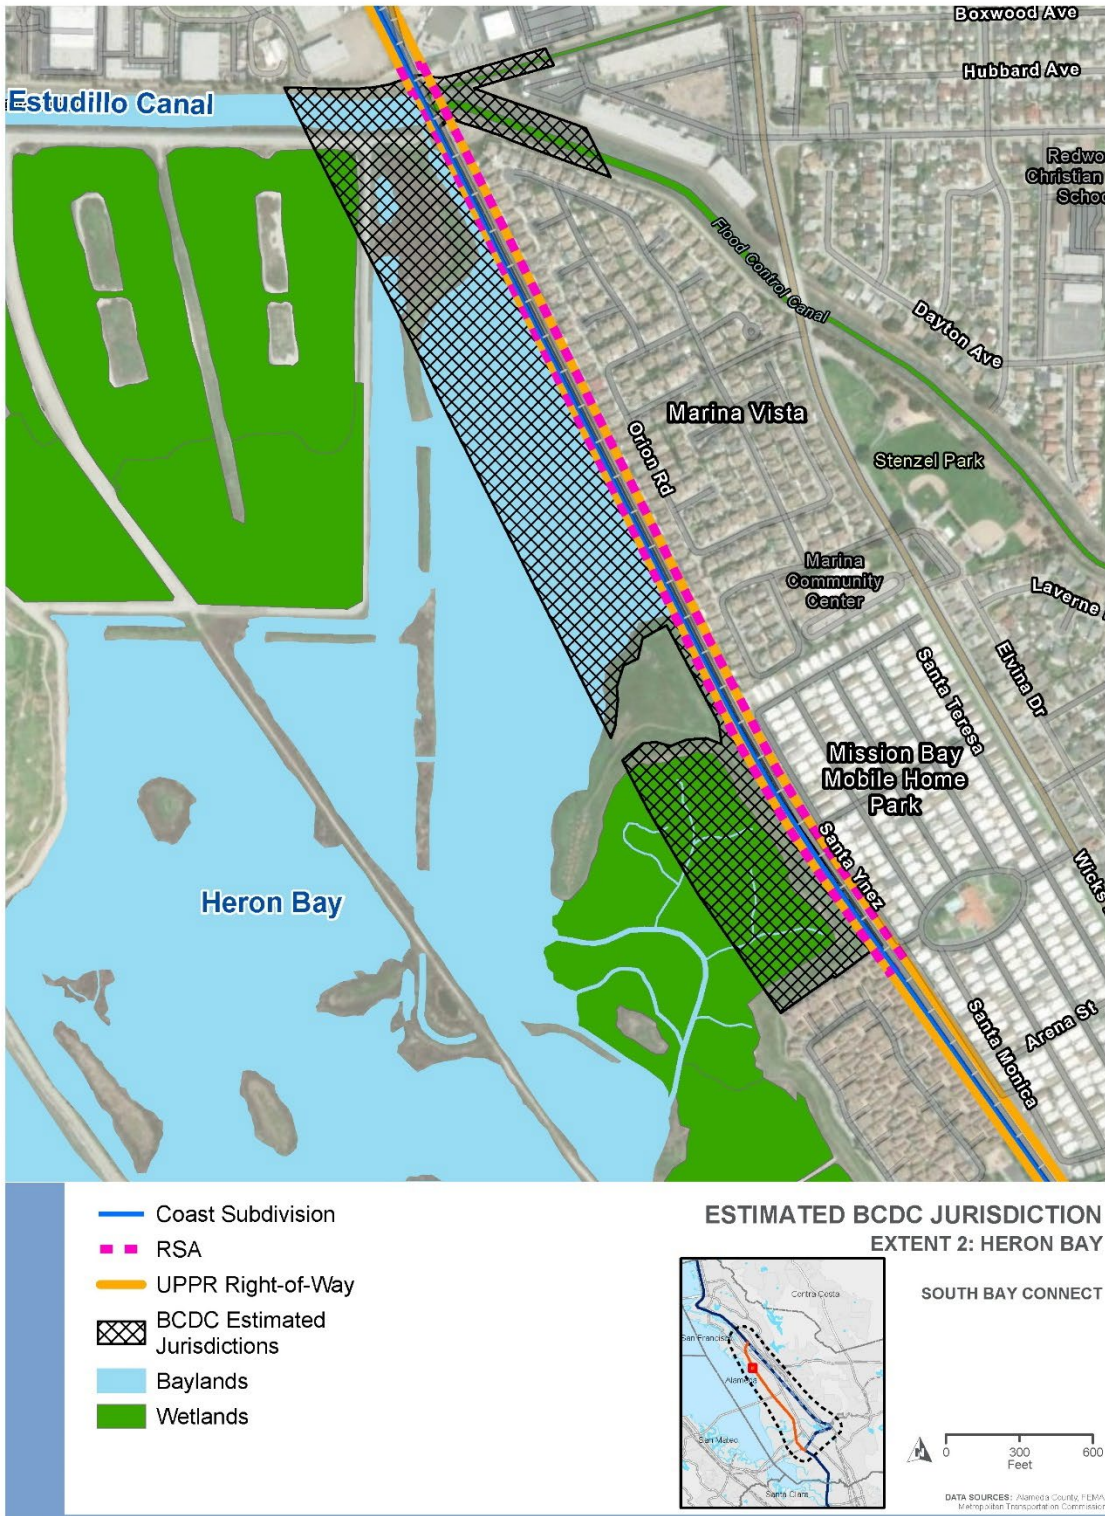 Boxwood Ave
Hubbard Ave
Estudillo Canal
Redwo
Christian
Schoo
Flood Control Canal
Dayton Ave
Marina Vista
Orion Rd
Stenzel Park
Marina
Community
Center
Laverne
Elvina Dr
Santa Teresa
Mission Bay
Mobile Home
Park
Santa Ynez
Wicks
Heron Bay
Santa Monica
Arena St
Coast Subdivision
RSA
UPPR Right-of-Way
BCDC Estimated
Jurisdictions
Baylands
Wetlands
ESTIMATED BCDC JURISDICTION
EXTENT 2: HERON BAY
SOUTH BAY CONNECT
Contra Costa
San Francisco
Alameda
San Mateo
Santa Clara
0 300 600
Feet
DATA SOURCES: Alameda County, FEMA,
Metropolitan Transportation Commission